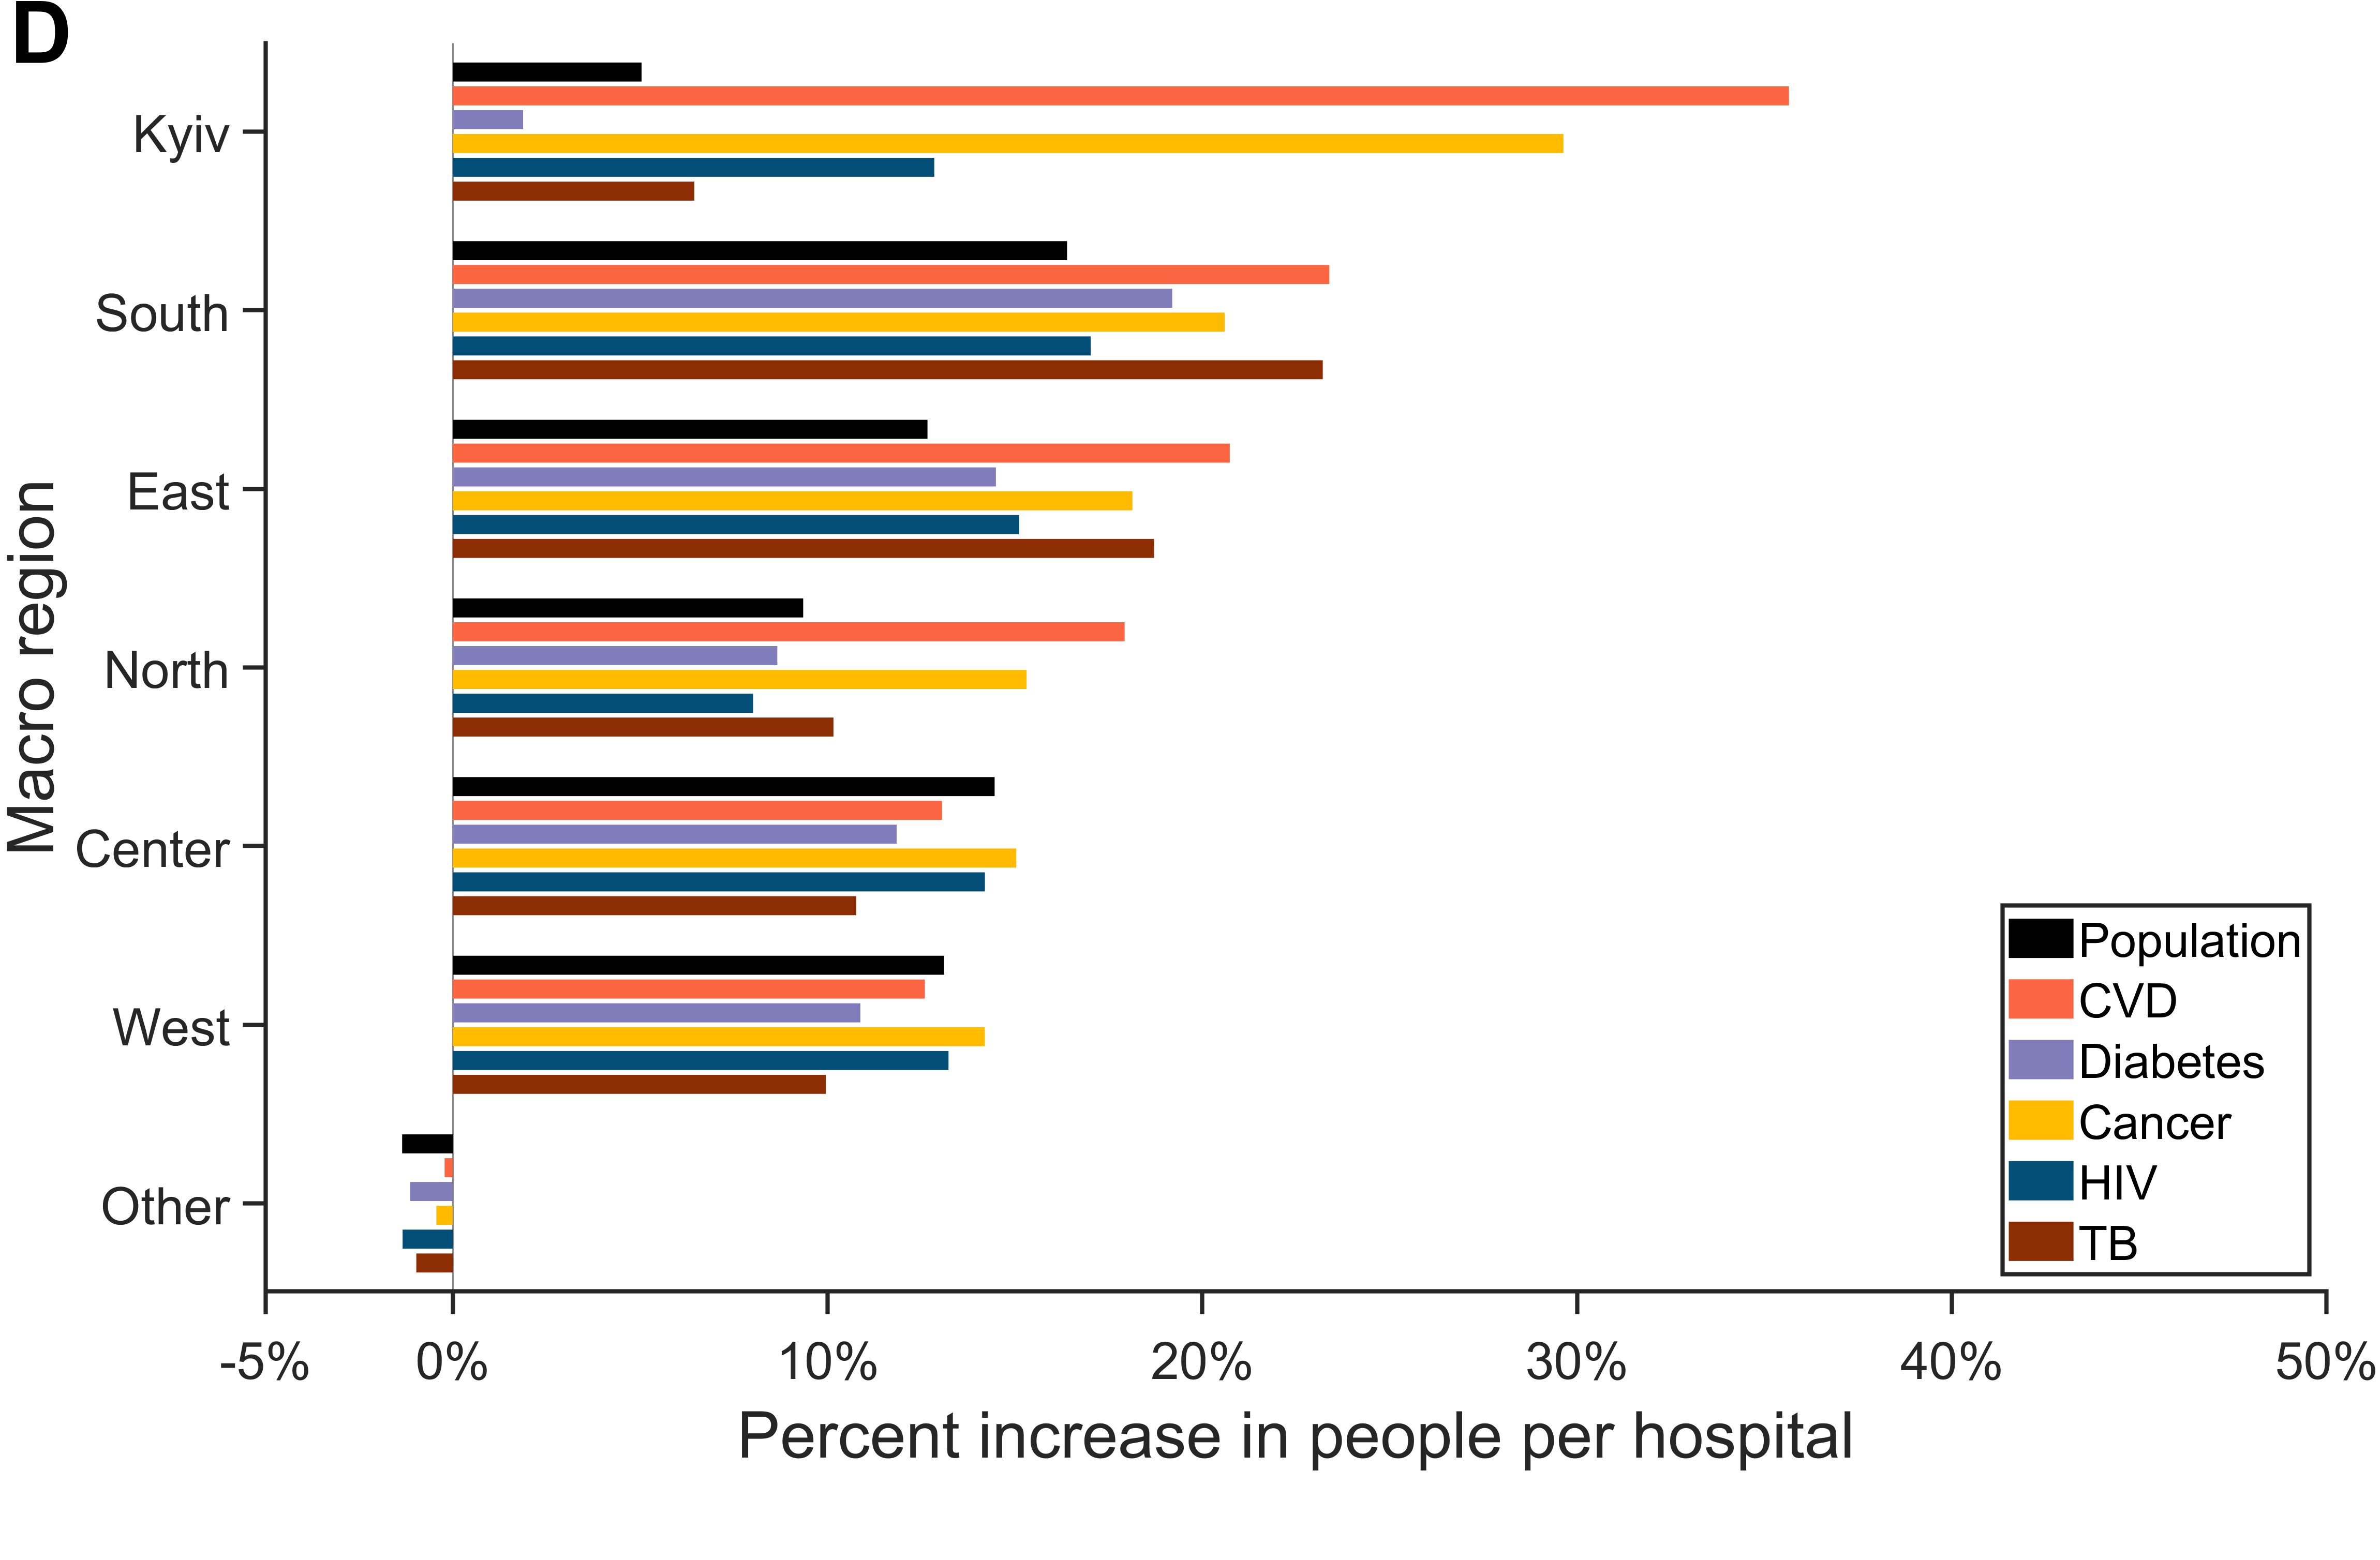 D
Kyiv
South
East
North
Center
West
Other
Macro region
Population
CVD
Diabetes
Cancer
HIV
TB
-5% 0% 10% 20% 30% 40% 50%
Percent increase in people per hospital